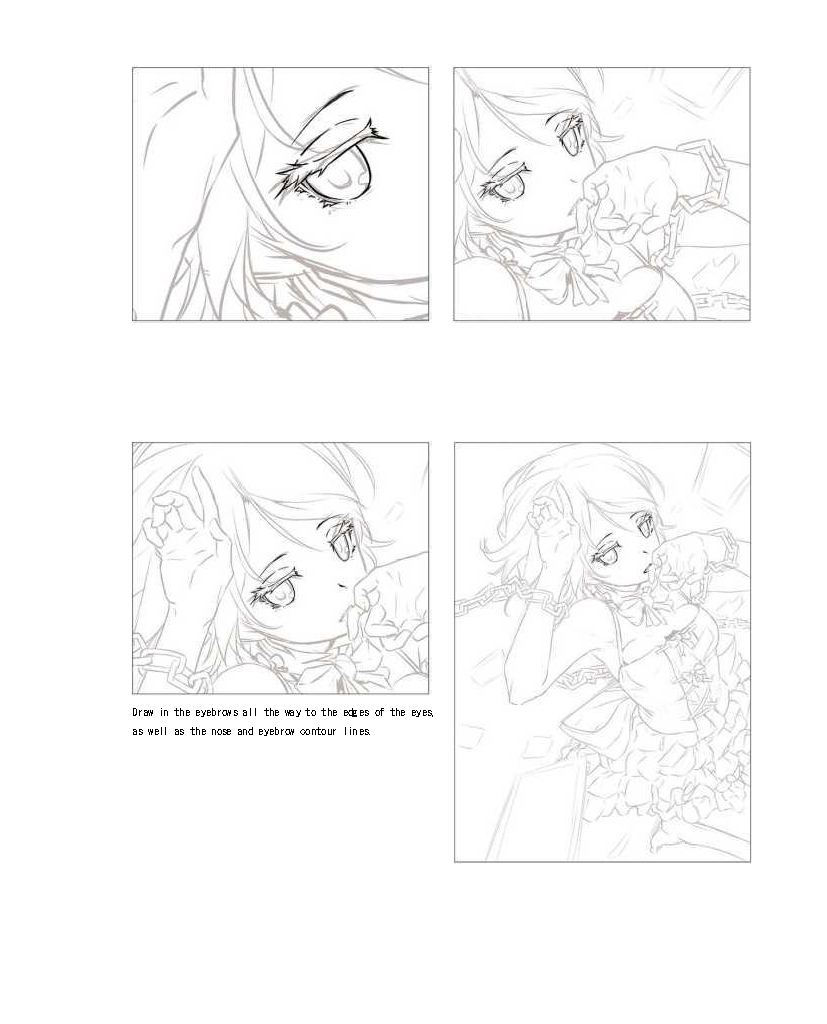 Draw in the eyebrows all the way to the edges of the eyes,
as well as the nose and eyebrow contour lines.